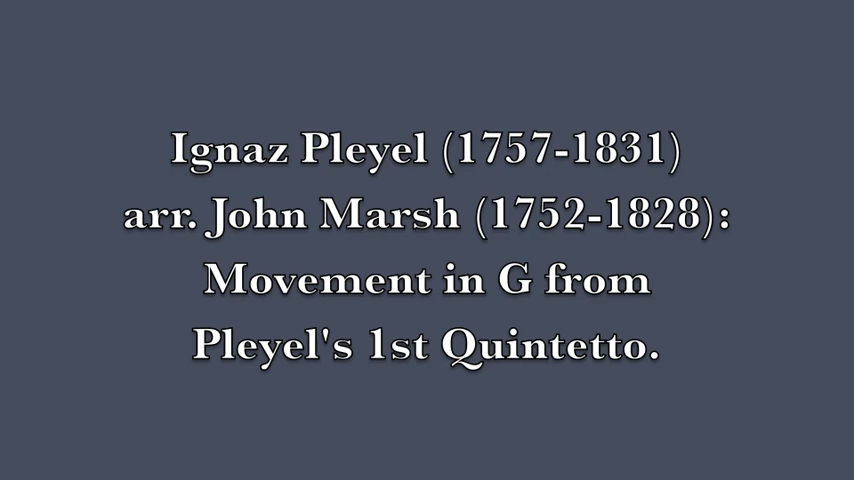 Ignaz Pleyel (1757-1831)
arr. John Marsh (1752-1828):
Movement in G from
Pleyel's 1st Quintetto.